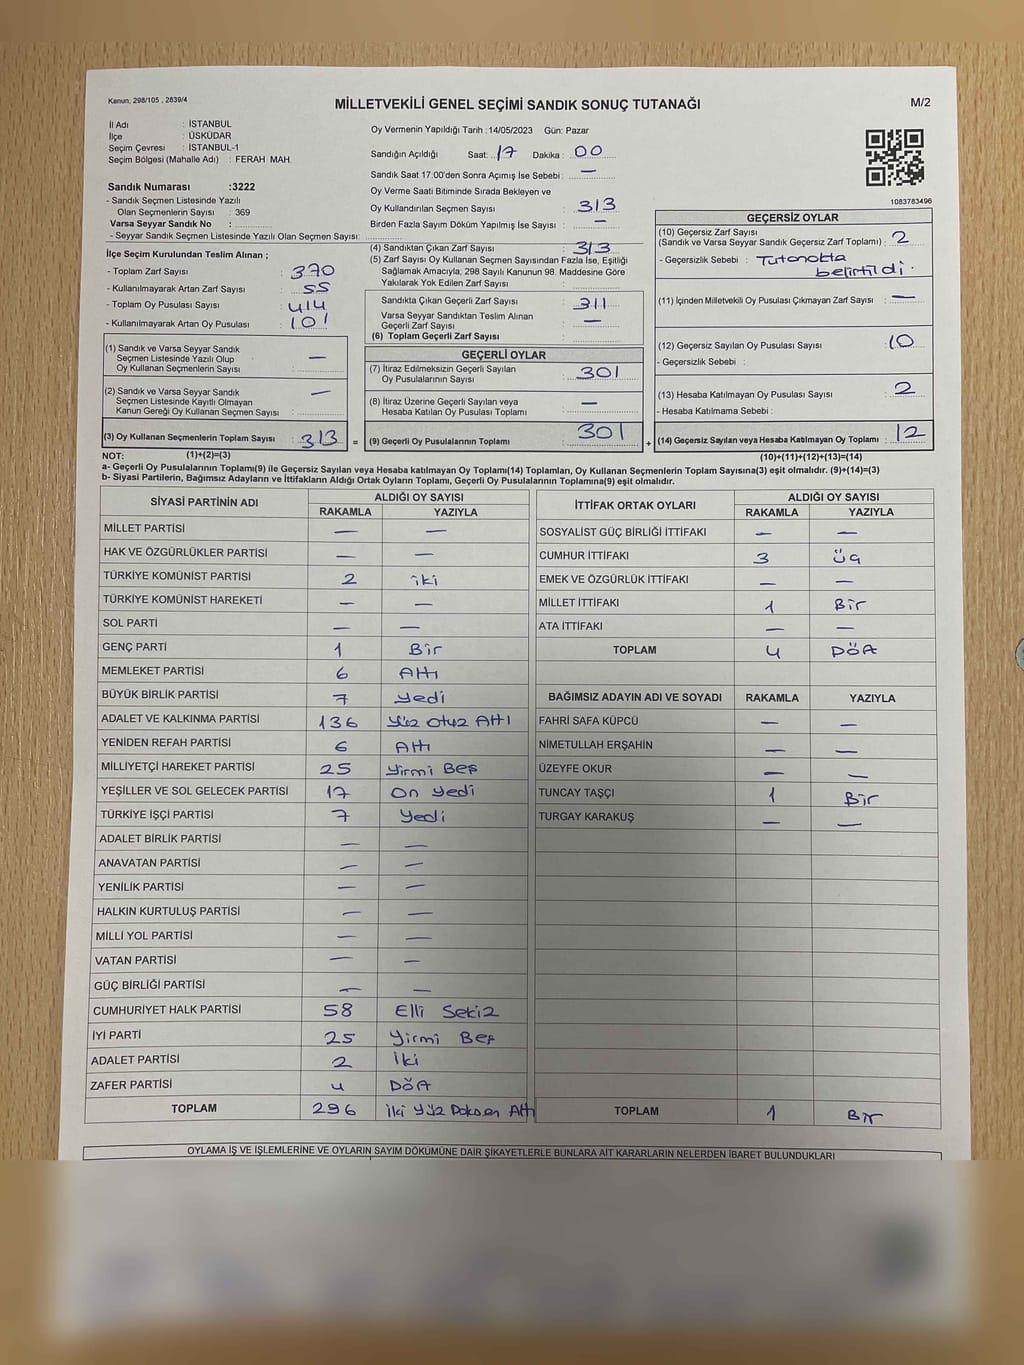 Kanun, 298/105 , 2839/4
MİLLETVEKİLİ GENEL SEÇİMİ SANDIK SONUÇ TUTANAĞI
M/2
İl Adı : İSTANBUL
İlçe : ÜSKÜDAR
Seçim Çevresi : İSTANBUL-1
Seçim Bölgesi (Mahalle Adı) : FERAH MAH.
Sandık Numarası :3222
- Sandık Seçmen Listesinde Yazılı
Olan Seçmenlerin Sayısı : 369
Varsa Seyyar Sandık No :
- Seyyar Sandık Seçmen Listesinde Yazılı Olan Seçmen Sayısı:
İlçe Seçim Kurulundan Teslim Alınan ;
- Toplam Zarf Sayısı : 370
- Kullanılmayarak Artan Zarf Sayısı : 55
- Toplam Oy Pusulası Sayısı : 414
- Kullanılmayarak Artan Oy Pusulası : 101
(1) Sandık ve Varsa Seyyar Sandık
Seçmen Listesinde Yazılı Olup
Oy Kullanan Seçmenlerin Sayısı : —
(2) Sandık ve Varsa Seyyar Sandık
Seçmen Listesinde Kayıtlı Olmayan
Kanun Gereği Oy Kullanan Seçmen Sayısı : —
(3) Oy Kullanan Seçmenlerin Toplam Sayısı : 313
Oy Vermenin Yapıldığı Tarih : 14/05/2023 Gün: Pazar
Sandığın Açıldığı Saat: 17 Dakika : 00
Sandık Saat 17:00'den Sonra Açımış İse Sebebi : —
Oy Verme Saati Bitiminde Sırada Bekleyen ve
Oy Kullandırılan Seçmen Sayısı : 313
Birden Fazla Sayım Döküm Yapılmış İse Sayısı : —
(4) Sandıktan Çıkan Zarf Sayısı : 313
(5) Zarf Sayısı Oy Kullanan Seçmen Sayısından Fazla İse, Eşitliği
Sağlamak Amacıyla, 298 Sayılı Kanunun 98. Maddesine Göre
Yakılarak Yok Edilen Zarf Sayısı :
Sandıkta Çıkan Geçerli Zarf Sayısı : 311
Varsa Seyyar Sandıktan Teslim Alınan
Geçerli Zarf Sayısı : —
(6) Toplam Geçerli Zarf Sayısı :
GEÇERLİ OYLAR
(7) İtiraz Edilmeksizin Geçerli Sayılan
Oy Pusulalarının Sayısı : 301
(8) İtiraz Üzerine Geçerli Sayılan veya
Hesaba Katılan Oy Pusulası Toplamı : —
= (9) Geçerli Oy Pusulalarının Toplamı : 301
1083783496
GEÇERSİZ OYLAR
(10) Geçersiz Zarf Sayısı
(Sandık ve Varsa Seyyar Sandık Geçersiz Zarf Toplamı) : 2
- Geçersizlik Sebebi : Tutanakta
belirtildi.
(11) İçinden Milletvekili Oy Pusulası Çıkmayan Zarf Sayısı : —
(12) Geçersiz Sayılan Oy Pusulası Sayısı : 10
- Geçersizlik Sebebi :
(13) Hesaba Katılmayan Oy Pusulası Sayısı : 2
- Hesaba Katılmama Sebebi :
+ (14) Geçersiz Sayılan veya Hesaba Katılmayan Oy Toplamı : 12
NOT: (1)+(2)=(3)
(10)+(11)+(12)+(13)=(14)
a- Geçerli Oy Pusulalarının Toplamı(9) ile Geçersiz Sayılan veya Hesaba katılmayan Oy Toplamı(14) Toplamları, Oy Kullanan Seçmenlerin Toplam Sayısına(3) eşit olmalıdır. (9)+(14)=(3)
b- Siyasi Partilerin, Bağımsız Adayların ve İttifakların Aldığı Ortak Oyların Toplamı, Geçerli Oy Pusulalarının Toplamına(9) eşit olmalıdır.
SİYASİ PARTİNİN ADI ALDIĞI OY SAYISI
RAKAMLA YAZIYLA
MİLLET PARTİSİ — —
HAK VE ÖZGÜRLÜKLER PARTİSİ — —
TÜRKİYE KOMÜNİST PARTİSİ 2 iki
TÜRKİYE KOMÜNİST HAREKETİ — —
SOL PARTİ — —
GENÇ PARTİ 1 Bir
MEMLEKET PARTİSİ 6 Altı
BÜYÜK BİRLİK PARTİSİ 7 yedi
ADALET VE KALKINMA PARTİSİ 136 yüz otuz Altı
YENİDEN REFAH PARTİSİ 6 Altı
MİLLİYETÇİ HAREKET PARTİSİ 25 yirmi Beş
YEŞİLLER VE SOL GELECEK PARTİSİ 17 On yedi
TÜRKİYE İŞÇİ PARTİSİ 7 yedi
ADALET BİRLİK PARTİSİ — —
ANAVATAN PARTİSİ — —
YENİLİK PARTİSİ — —
HALKIN KURTULUŞ PARTİSİ — —
MİLLİ YOL PARTİSİ — —
VATAN PARTİSİ — —
GÜÇ BİRLİĞİ PARTİSİ — —
CUMHURİYET HALK PARTİSİ 58 Elli Sekiz
İYİ PARTİ 25 yirmi Beş
ADALET PARTİSİ 2 iki
ZAFER PARTİSİ 4 Dört
TOPLAM 296 iki yüz Doksan Altı
İTTİFAK ORTAK OYLARI ALDIĞI OY SAYISI
RAKAMLA YAZIYLA
SOSYALİST GÜÇ BİRLİĞİ İTTİFAKI — —
CUMHUR İTTİFAKI 3 üç
EMEK VE ÖZGÜRLÜK İTTİFAKI — —
MİLLET İTTİFAKI 1 Bir
ATA İTTİFAKI — —
TOPLAM 4 Dört
BAĞIMSIZ ADAYIN ADI VE SOYADI RAKAMLA YAZIYLA
FAHRİ SAFA KÜPCÜ — —
NİMETULLAH ERŞAHİN — —
ÜZEYFE OKUR — —
TUNCAY TAŞÇI 1 Bir
TURGAY KARAKUŞ — —
TOPLAM 1 Bir
OYLAMA İŞ VE İŞLEMLERİNE VE OYLARIN SAYIM DÖKÜMÜNE DAİR ŞİKAYETLERLE BUNLARA AİT KARARLARIN NELERDEN İBARET BULUNDUKLARI